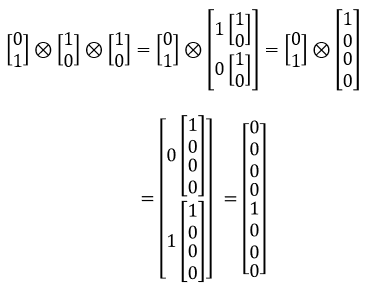 [0 1] ⊗ [1 0] ⊗ [1 0] = [0 1] ⊗ [1 [1 0] 0 [1 0]] = [0 1] ⊗ [1 0 0 0]
= [0 [1 0 0 0] 1 [1 0 0 0]] = [0 0 0 0 1 0 0 0]